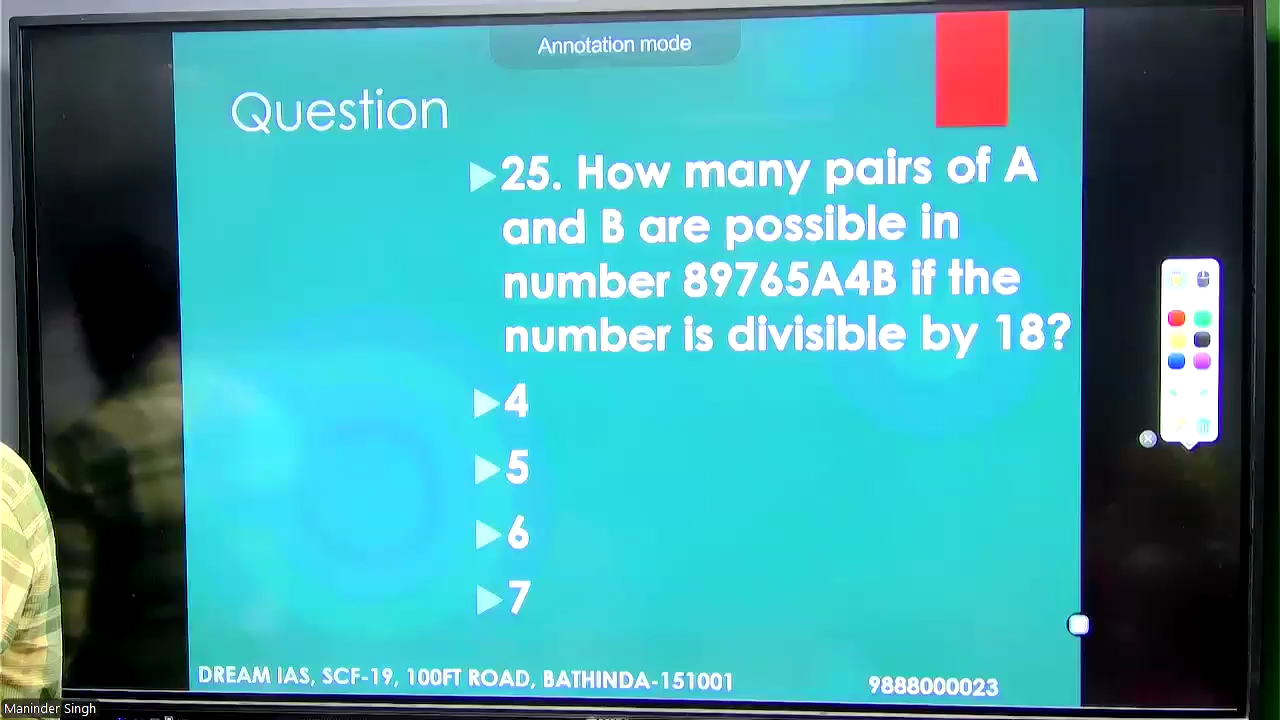 Annotation mode
Question
25. How many pairs of A
and B are possible in
number 89765A4B if the
number is divisible by 18?
4
5
6
7
DREAM IAS, SCF-19, 100FT ROAD, BATHINDA-151001
9888000023
Maninder Singh